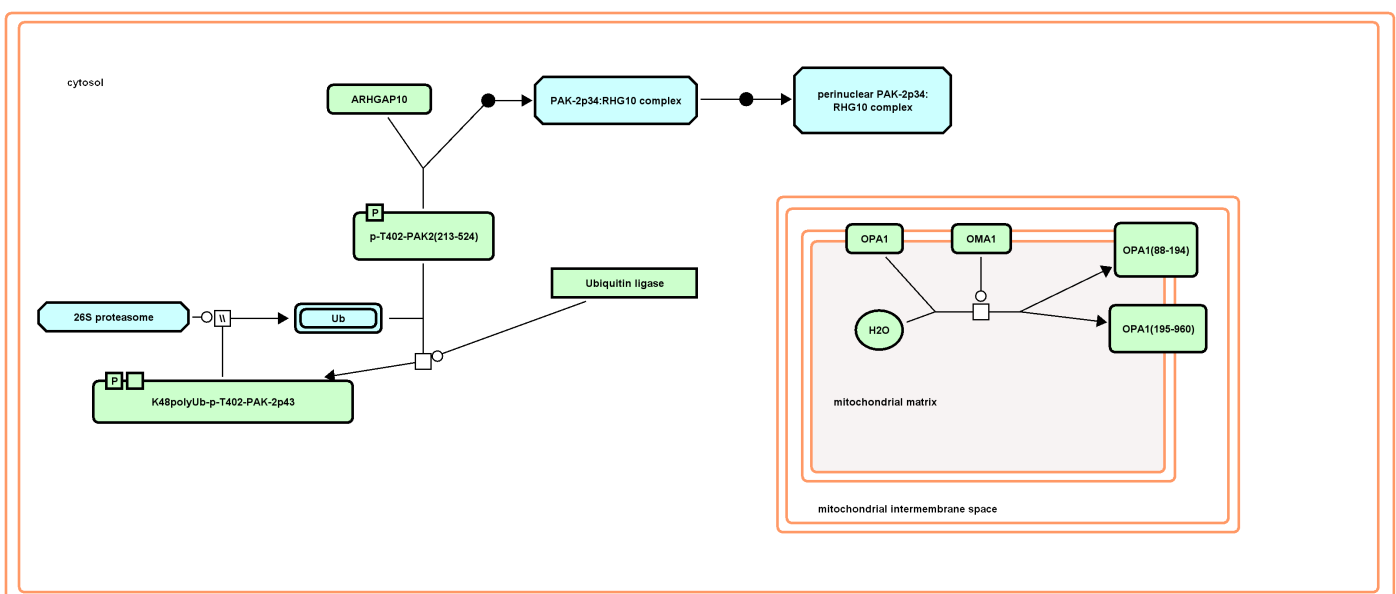 cytosol
ARHGAP10
PAK-2p34:RHG10 complex
perinuclear PAK-2p34:
RHG10 complex
P
p-T402-PAK2(213-524)
OPA1
OMA1
OPA1(88-194)
Ubiquitin ligase
26S proteasome
\\
Ub
H2O
OPA1(195-960)
P
K48polyUb-p-T402-PAK-2p43
mitochondrial matrix
mitochondrial intermembrane space